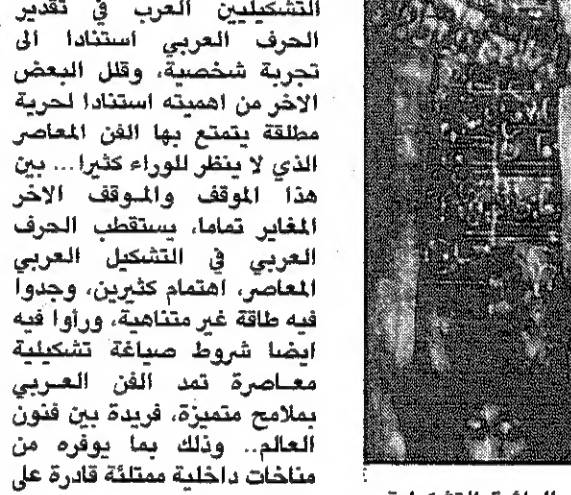 التشكيليين العرب في تقدير
الحرف العربي استنادا الى
تجربة شخصية، وقلل البعض
الاخر من اهميته استنادا لحرية
مطلقة يتمتع بها الفن المعاصر
الذي لا ينظر للوراء كثيرا... بين
هذا الموقف والموقف الاخر
المغاير تماما، يستقطب الحرف
العربي في التشكيل العربي
المعاصر، اهتمام كثيرين، وجدوا
فيه طاقة غير متناهية، ورأوا فيه
ايضا شروط صياغة تشكيلية
معاصرة تمد الفن العربي
بملامح متميزة، فريدة بين فنون
العالم.. وذلك بما يوفره من
مناخات داخلية ممتلئة قادرة على